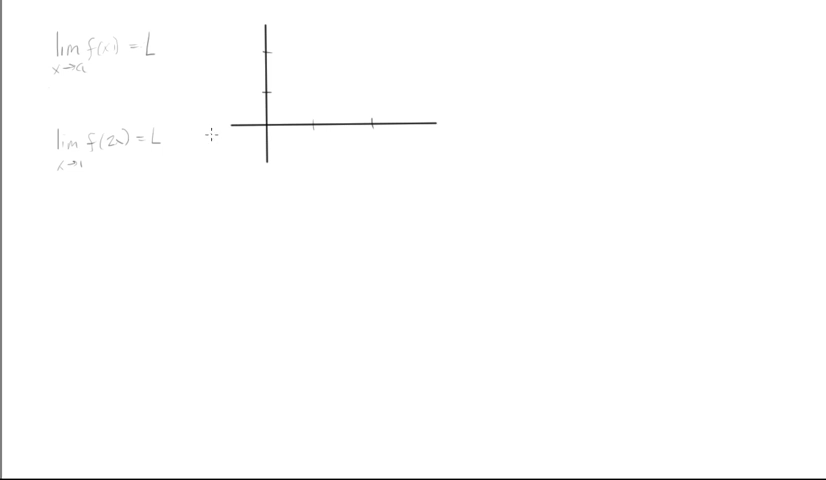 lim f(x) = L
x→a
lim f(2x) = L
x→1